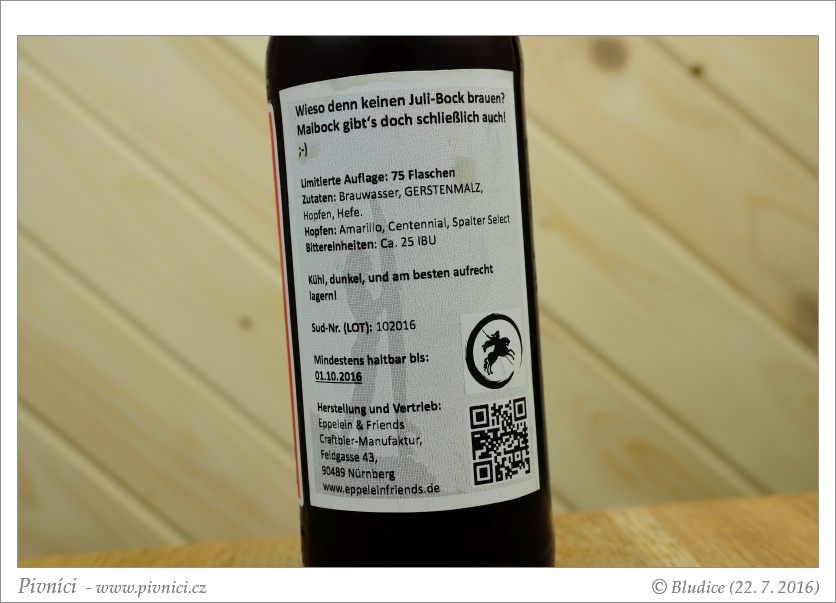 Wieso denn keinen Juli-Bock brauen?
Maibock gibt's doch schließlich auch!
;-)
Limitierte Auflage: 75 Flaschen
Zutaten: Brauwasser, GERSTENMALZ,
Hopfen, Hefe.
Hopfen: Amarillo, Centennial, Spalter Select
Bittereinheiten: Ca. 25 IBU
Kühl, dunkel, und am besten aufrecht
lagern!
Sud-Nr. (LOT): 102016
Mindestens haltbar bis:
01.10.2016
Herstellung und Vertrieb:
Eppelein & Friends
Craftbier-Manufaktur,
Feldgasse 43,
90489 Nürnberg
www.eppeleinfriends.de
Pivníci - www.pivnici.cz
© Bludice (22. 7. 2016)